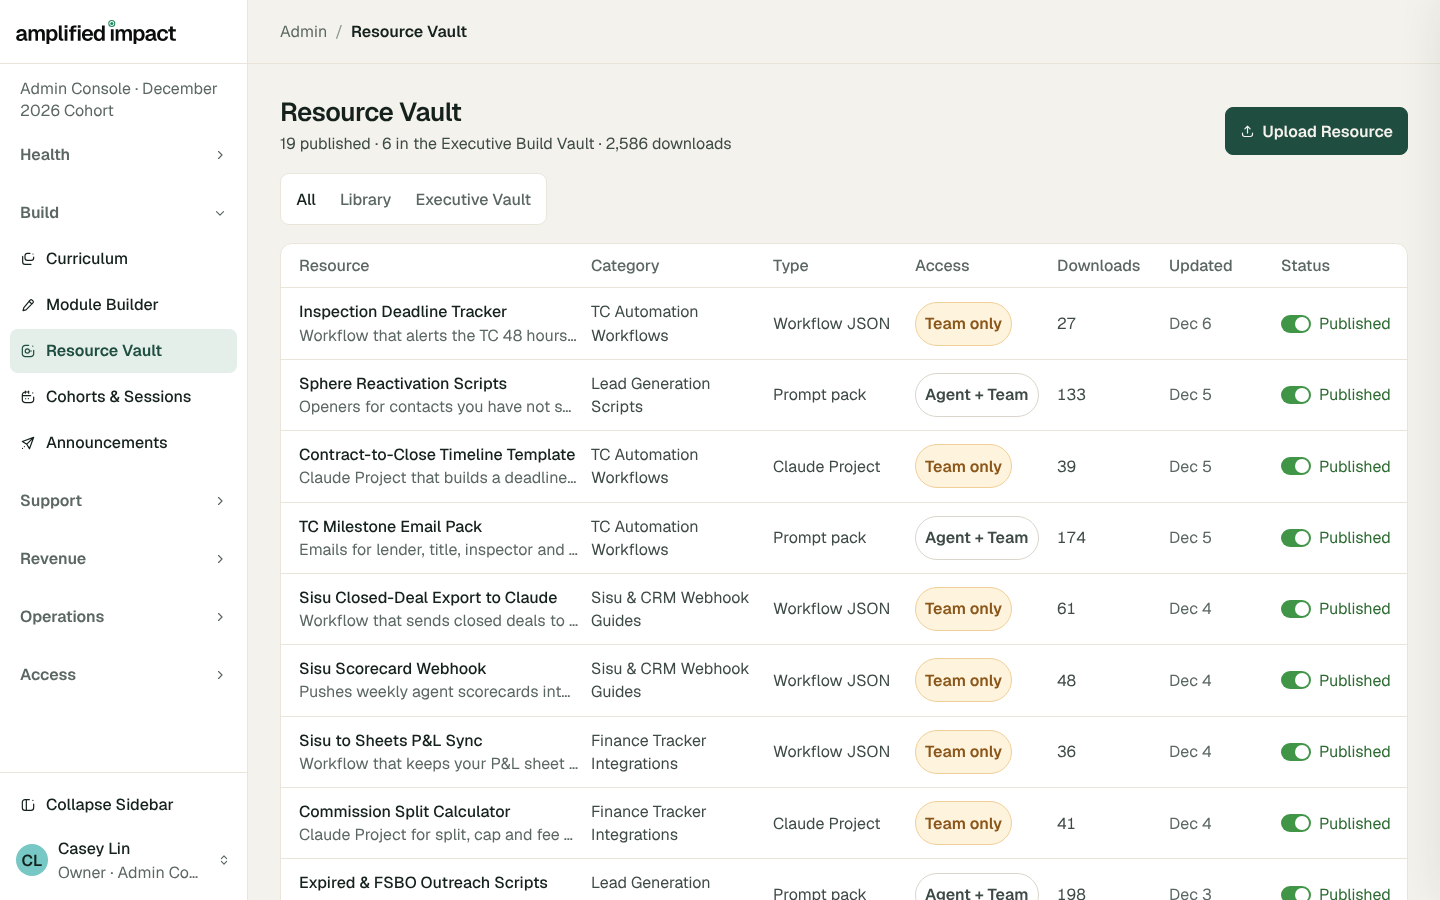 amplified impact
Admin / Resource Vault
Admin Console · December
2026 Cohort
Health
Build
Curriculum
Module Builder
Resource Vault
Cohorts & Sessions
Announcements
Support
Revenue
Operations
Access
Collapse Sidebar
CL
Casey Lin
Owner · Admin Co...
Resource Vault
19 published · 6 in the Executive Build Vault · 2,586 downloads
Upload Resource
All Library Executive Vault
Resource Category Type Access Downloads Updated Status
Inspection Deadline Tracker TC Automation
Workflow that alerts the TC 48 hours... Workflows Workflow JSON Team only 27 Dec 6 Published
Sphere Reactivation Scripts Lead Generation
Openers for contacts you have not s... Scripts Prompt pack Agent + Team 133 Dec 5 Published
Contract-to-Close Timeline Template TC Automation
Claude Project that builds a deadline... Workflows Claude Project Team only 39 Dec 5 Published
TC Milestone Email Pack TC Automation
Emails for lender, title, inspector and ... Workflows Prompt pack Agent + Team 174 Dec 5 Published
Sisu Closed-Deal Export to Claude Sisu & CRM Webhook
Workflow that sends closed deals to ... Guides Workflow JSON Team only 61 Dec 4 Published
Sisu Scorecard Webhook Sisu & CRM Webhook
Pushes weekly agent scorecards int... Guides Workflow JSON Team only 48 Dec 4 Published
Sisu to Sheets P&L Sync Finance Tracker
Workflow that keeps your P&L sheet ... Integrations Workflow JSON Team only 36 Dec 4 Published
Commission Split Calculator Finance Tracker
Claude Project for split, cap and fee ... Integrations Claude Project Team only 41 Dec 4 Published
Expired & FSBO Outreach Scripts Lead Generation
Prompt pack Agent + Team 198 Dec 3 Published